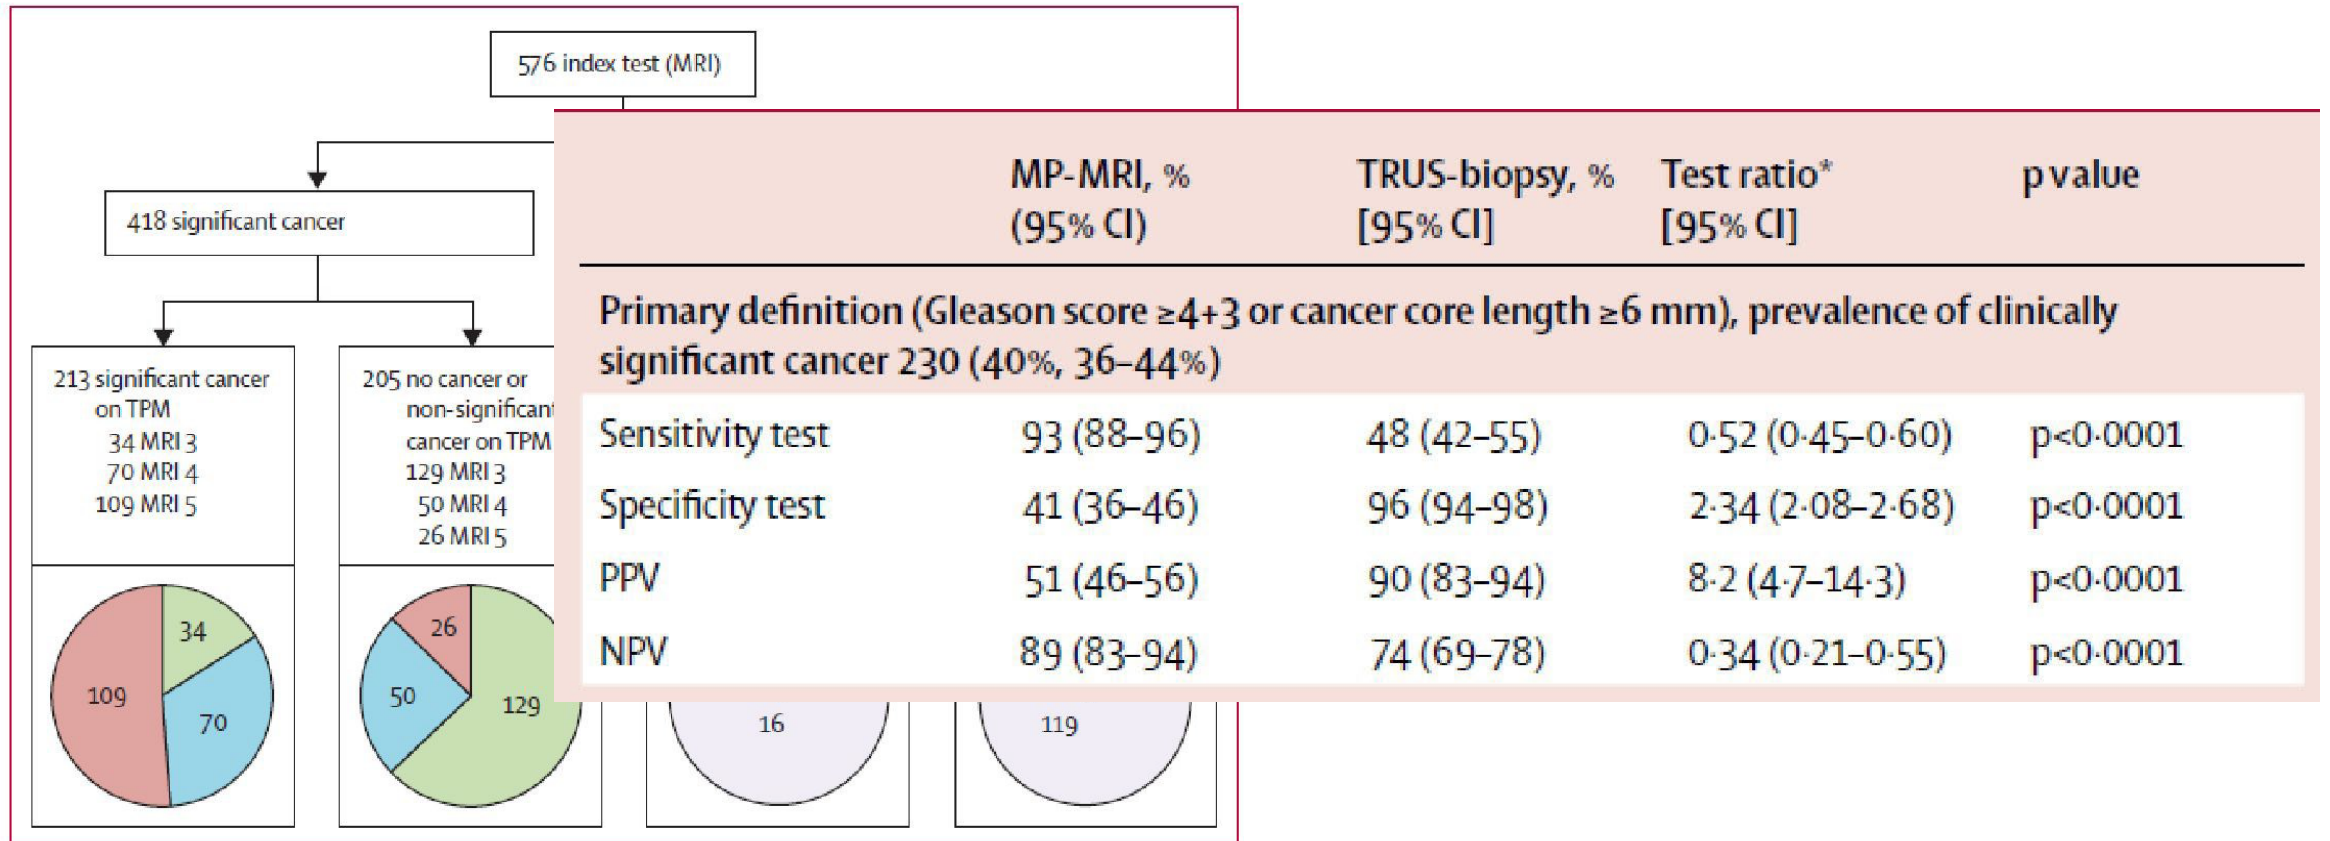 576 index test (MRI)
418 significant cancer
213 significant cancer
on TPM
34 MRI 3
70 MRI 4
109 MRI 5
205 no cancer or
non-significant
cancer on TPM
129 MRI 3
50 MRI 4
26 MRI 5
34
109
70
26
50
129
16
119
MP-MRI, % TRUS-biopsy, % Test ratio* p value
(95% CI) [95% CI] [95% CI]
Primary definition (Gleason score ≥4+3 or cancer core length ≥6 mm), prevalence of clinically
significant cancer 230 (40%, 36–44%)
Sensitivity test 93 (88–96) 48 (42–55) 0·52 (0·45–0·60) p<0·0001
Specificity test 41 (36–46) 96 (94–98) 2·34 (2·08–2·68) p<0·0001
PPV 51 (46–56) 90 (83–94) 8·2 (4·7–14·3) p<0·0001
NPV 89 (83–94) 74 (69–78) 0·34 (0·21–0·55) p<0·0001